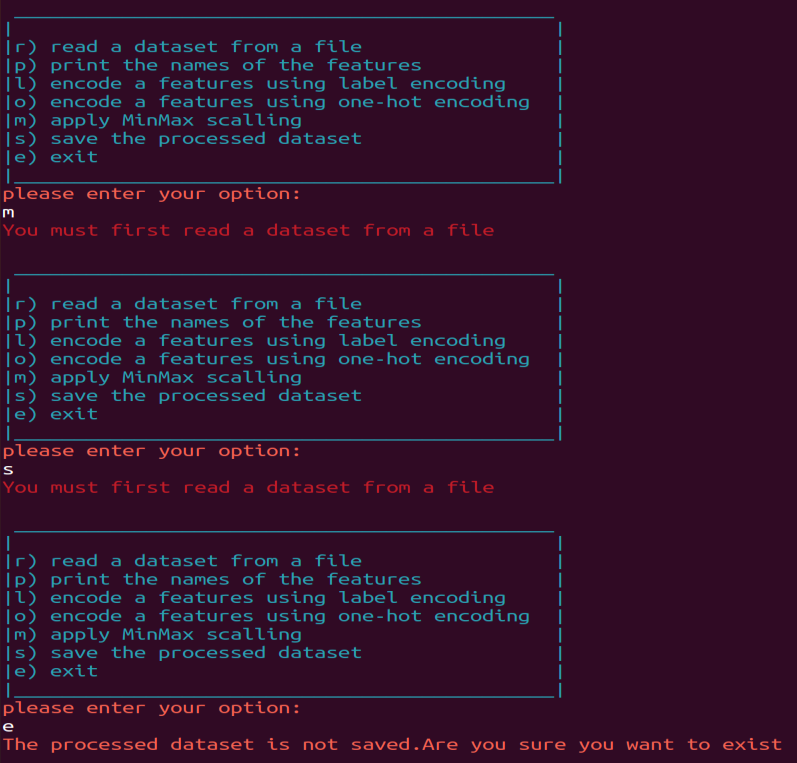 r) read a dataset from a file
p) print the names of the features
l) encode a features using label encoding
o) encode a features using one-hot encoding
m) apply MinMax scalling
s) save the processed dataset
e) exit
please enter your option:
m
You must first read a dataset from a file
r) read a dataset from a file
p) print the names of the features
l) encode a features using label encoding
o) encode a features using one-hot encoding
m) apply MinMax scalling
s) save the processed dataset
e) exit
please enter your option:
s
You must first read a dataset from a file
r) read a dataset from a file
p) print the names of the features
l) encode a features using label encoding
o) encode a features using one-hot encoding
m) apply MinMax scalling
s) save the processed dataset
e) exit
please enter your option:
e
The processed dataset is not saved.Are you sure you want to exist